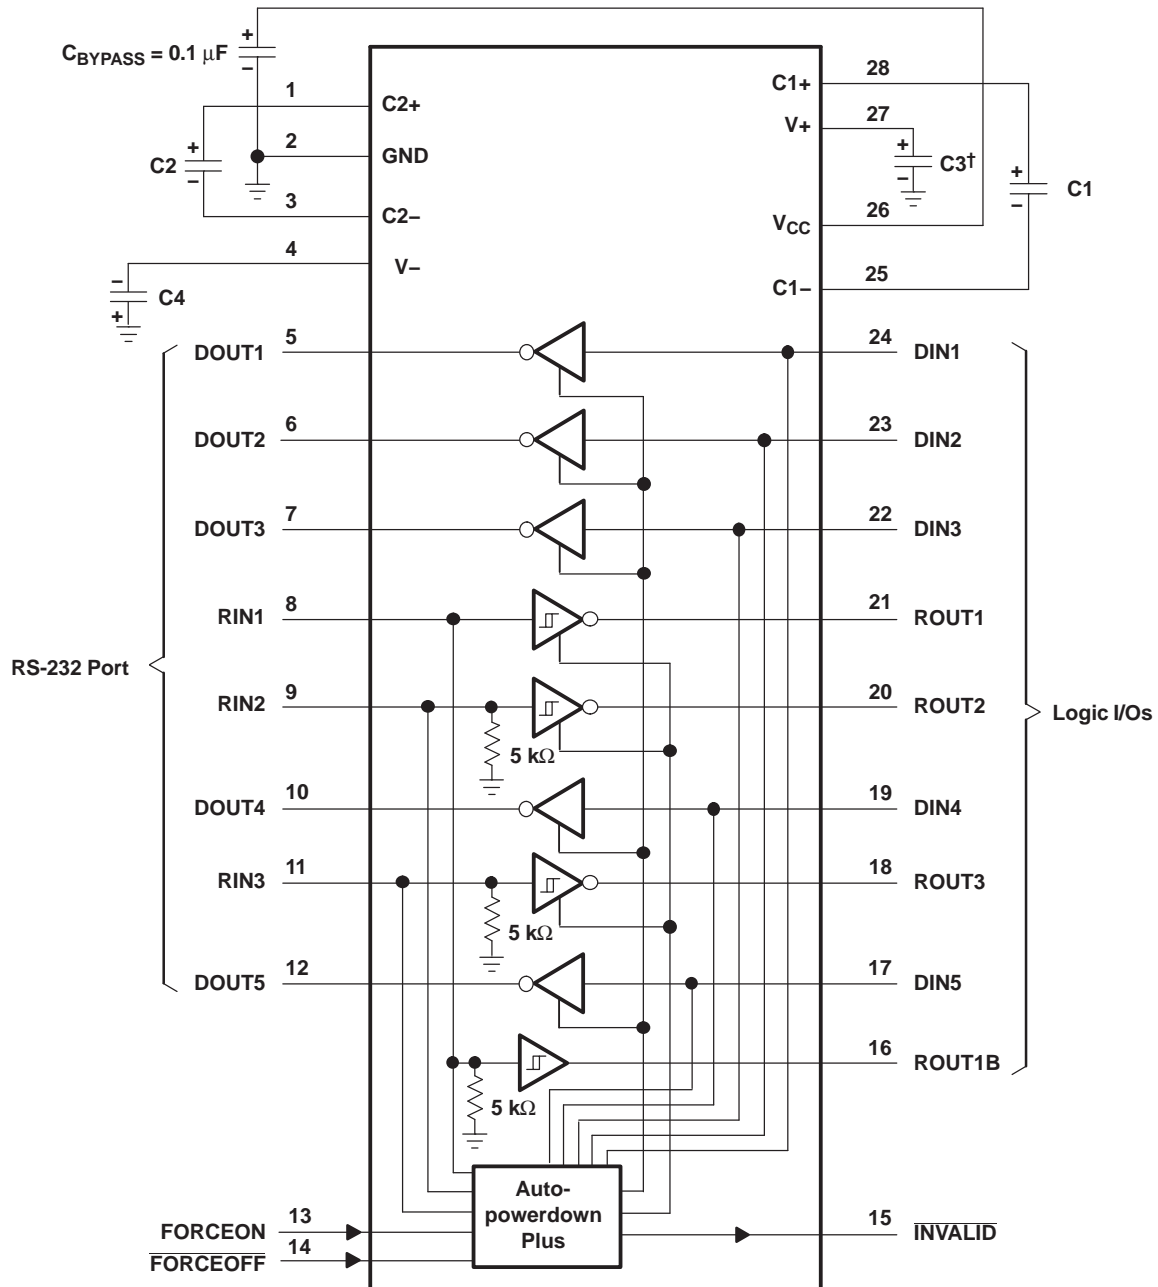 C_BYPASS = 0.1 μF
+
−
1
C2+
C1+
28
V+
27
+
C2
−
2
GND
+
C3†
−
+
C1
−
3
C2−
V_CC
26
4
V−
C1−
25
−
C4
+
DOUT1
5
24
DIN1
DOUT2
6
23
DIN2
DOUT3
7
22
DIN3
RIN1
8
21
ROUT1
RS-232 Port
Logic I/Os
RIN2
9
20
ROUT2
5 kΩ
DOUT4
10
19
DIN4
RIN3
11
18
ROUT3
5 kΩ
DOUT5
12
17
DIN5
16
ROUT1B
5 kΩ
Auto-
powerdown
Plus
FORCEON
13
15
INVALID
FORCEOFF
14